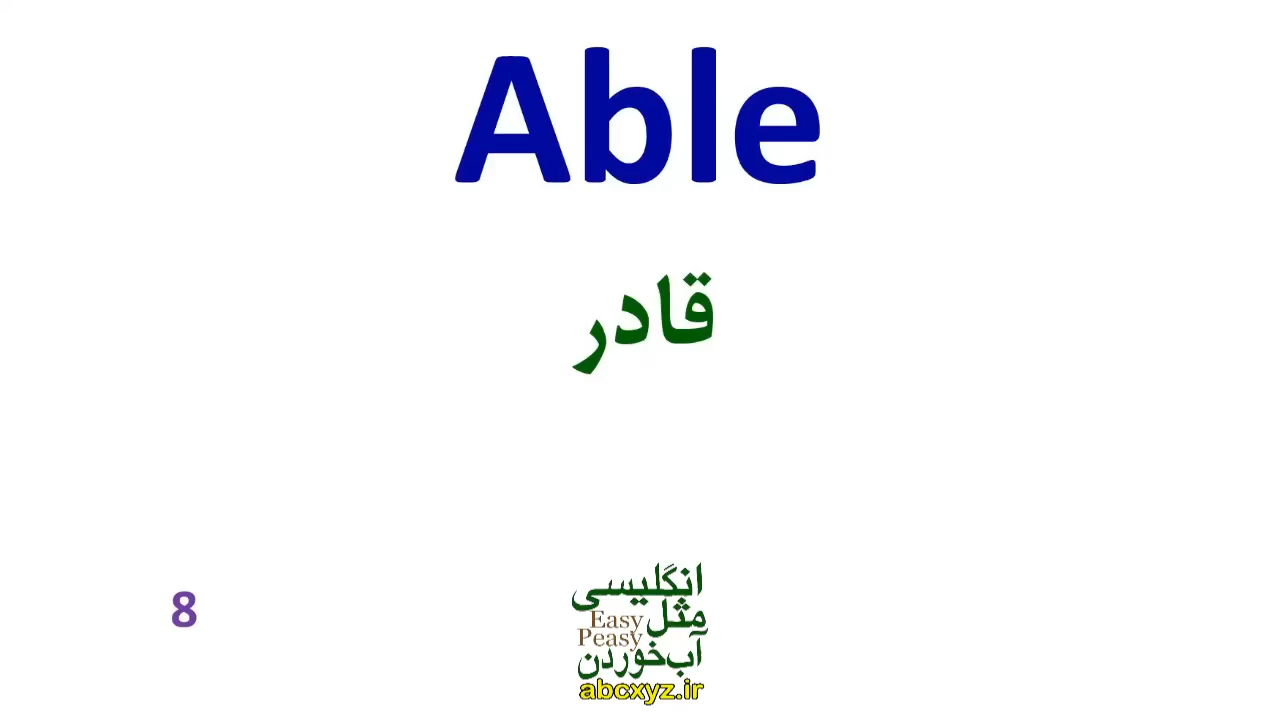 Able
قادر
8
انگلیسی
مثل
Easy
Peasy
آب‌خوردن
abcxyz.ir